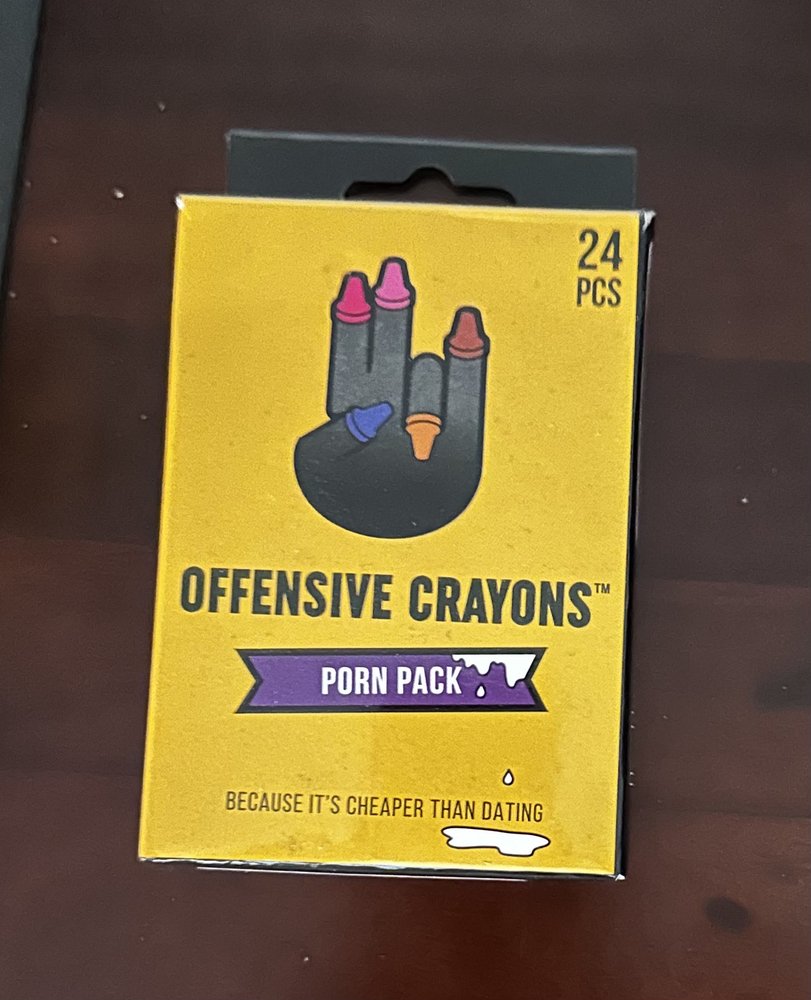 24
PCS
OFFENSIVE CRAYONS™
PORN PACK
BECAUSE IT'S CHEAPER THAN DATING